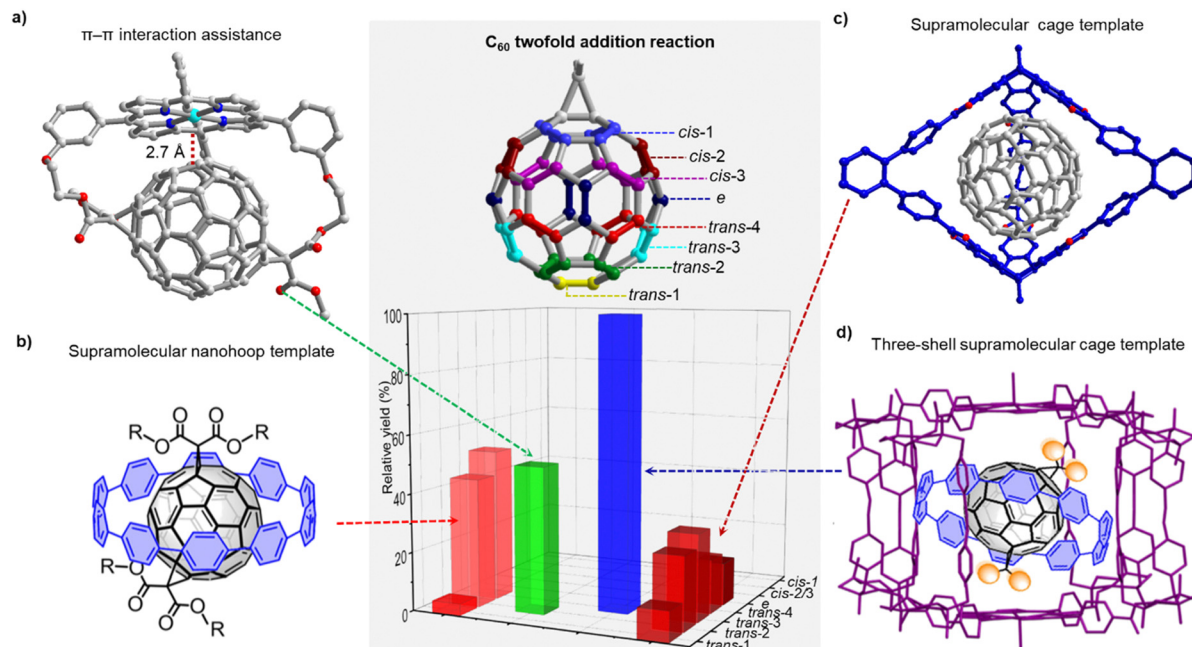 a)
π–π interaction assistance
2.7 Å
C₆₀ twofold addition reaction
cis-1
cis-2
cis-3
e
trans-4
trans-3
trans-2
trans-1
c)
Supramolecular cage template
b)
Supramolecular nanohoop template
O
O
R
O
O
R
R
O
O
O
O
R
Relative yield (%)
100
80
60
40
20
0
cis-1
cis-2/3
e
trans-4
trans-3
trans-2
trans-1
d)
Three-shell supramolecular cage template